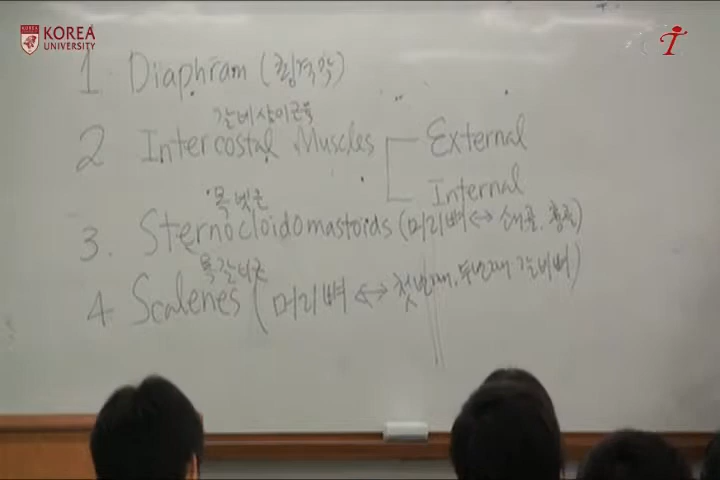 KOREA
UNIVERSITY
1 Diaphram (횡격막)
갈비사이근육
2 Intercostal Muscles External
Internal
목빗근
3. Sternocloidomastoids (머리뼈↔쇄골, 흉골)
목갈비근
4 Scalenes (머리뼈 ↔ 첫번째, 두번째 갈비뼈)